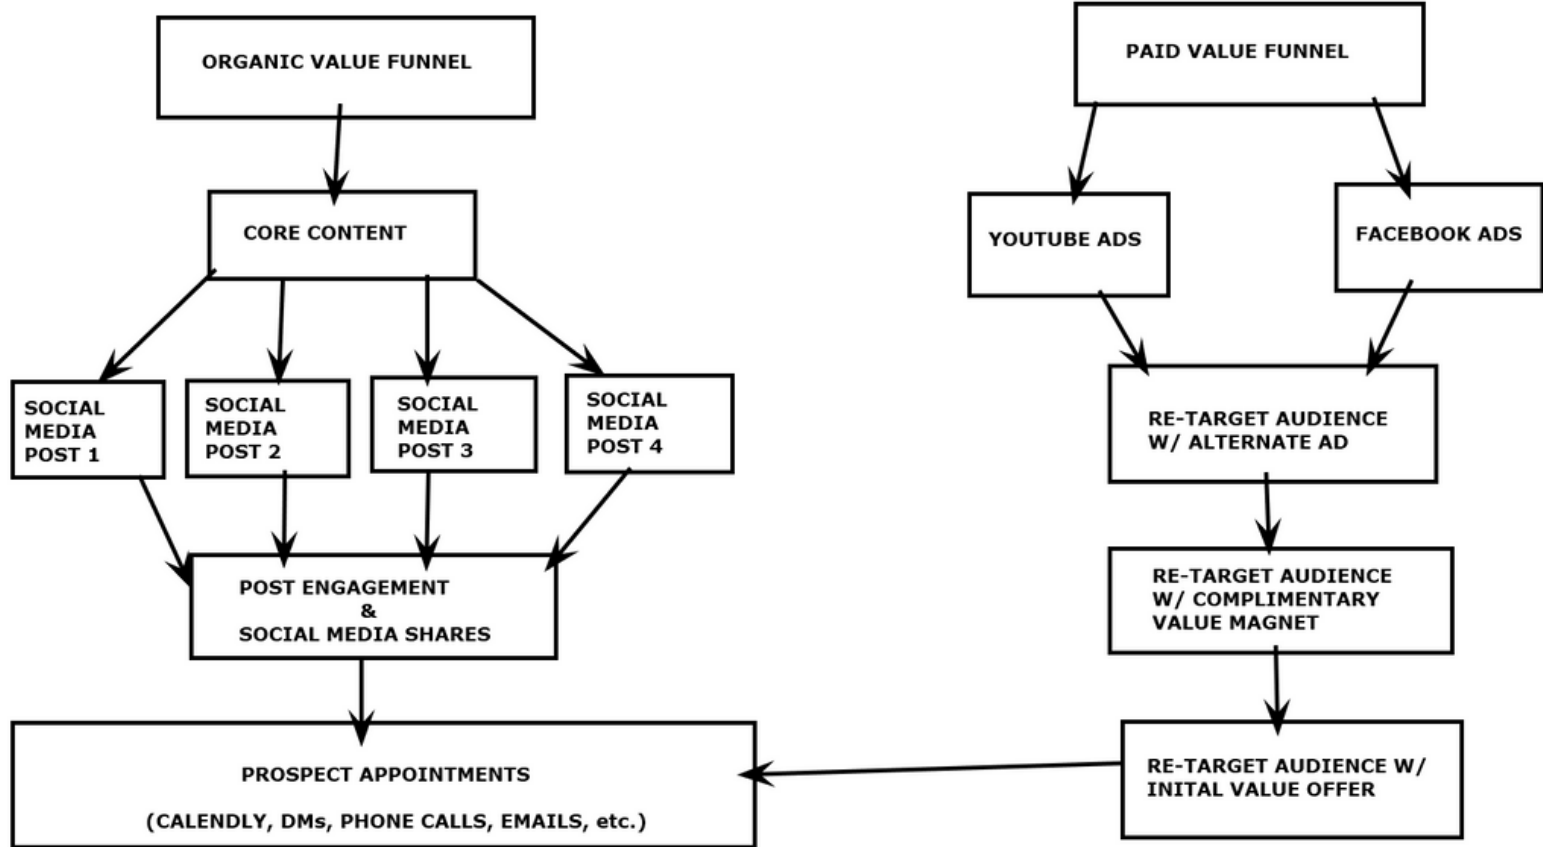 ORGANIC VALUE FUNNEL
CORE CONTENT
SOCIAL
MEDIA
POST 1
SOCIAL
MEDIA
POST 2
SOCIAL
MEDIA
POST 3
SOCIAL
MEDIA
POST 4
POST ENGAGEMENT
&
SOCIAL MEDIA SHARES
PROSPECT APPOINTMENTS
(CALENDLY, DMs, PHONE CALLS, EMAILS, etc.)
PAID VALUE FUNNEL
YOUTUBE ADS
FACEBOOK ADS
RE-TARGET AUDIENCE
W/ ALTERNATE AD
RE-TARGET AUDIENCE
W/ COMPLIMENTARY
VALUE MAGNET
RE-TARGET AUDIENCE W/
INITAL VALUE OFFER